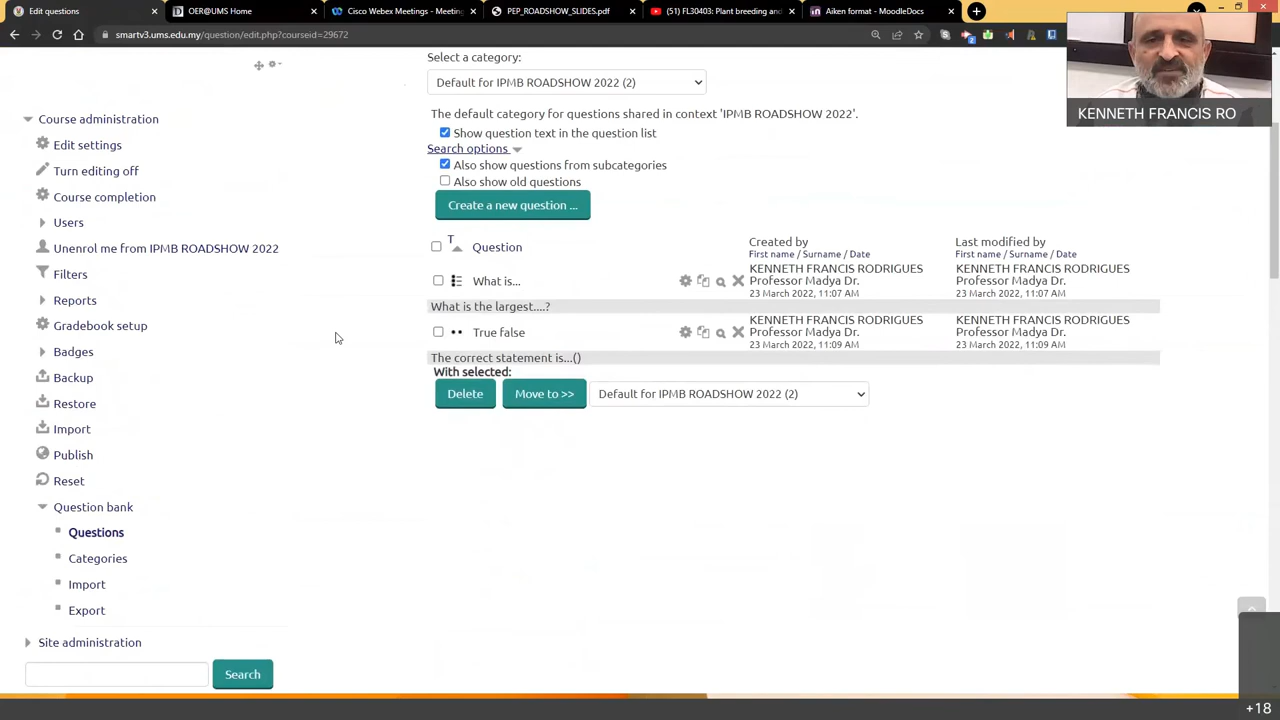 Edit questions
OER@UMS Home
Cisco Webex Meetings - Meeting
PEP_ROADSHOW_SLIDES.pdf
(51) FL30403: Plant breeding and
Aiken format - MoodleDocs
smartv3.ums.edu.my/question/edit.php?courseid=29672
2
KENNETH FRANCIS RO
Select a category:
Default for IPMB ROADSHOW 2022 (2)
The default category for questions shared in context 'IPMB ROADSHOW 2022'.
Show question text in the question list
Search options
Also show questions from subcategories
Also show old questions
Create a new question ...
T
Question
Created by
First name / Surname / Date
Last modified by
First name / Surname / Date
What is...
KENNETH FRANCIS RODRIGUES
Professor Madya Dr.
23 March 2022, 11:07 AM
KENNETH FRANCIS RODRIGUES
Professor Madya Dr.
23 March 2022, 11:07 AM
What is the largest....?
True false
KENNETH FRANCIS RODRIGUES
Professor Madya Dr.
23 March 2022, 11:09 AM
KENNETH FRANCIS RODRIGUES
Professor Madya Dr.
23 March 2022, 11:09 AM
The correct statement is...()
With selected:
Delete
Move to >>
Default for IPMB ROADSHOW 2022 (2)
Course administration
Edit settings
Turn editing off
Course completion
Users
Unenrol me from IPMB ROADSHOW 2022
Filters
Reports
Gradebook setup
Badges
Backup
Restore
Import
Publish
Reset
Question bank
Questions
Categories
Import
Export
Site administration
Search
+18